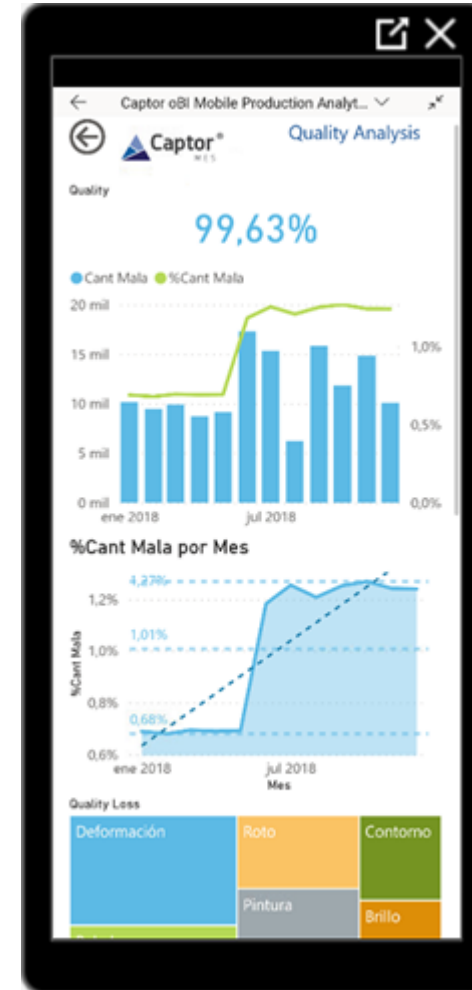 Captor oBI Mobile Production Analyt...
Captor®
MES
Quality Analysis
Quality
99,63%
Cant Mala %Cant Mala
20 mil
15 mil
10 mil
5 mil
0 mil
1,0%
0,5%
0,0%
ene 2018 jul 2018
%Cant Mala por Mes
%Cant Mala
1,2%
1,0%
0,8%
0,6%
1,27%
1,01%
0,68%
ene 2018 jul 2018
Mes
Quality Loss
Deformación Roto Contorno
Pintura Brillo